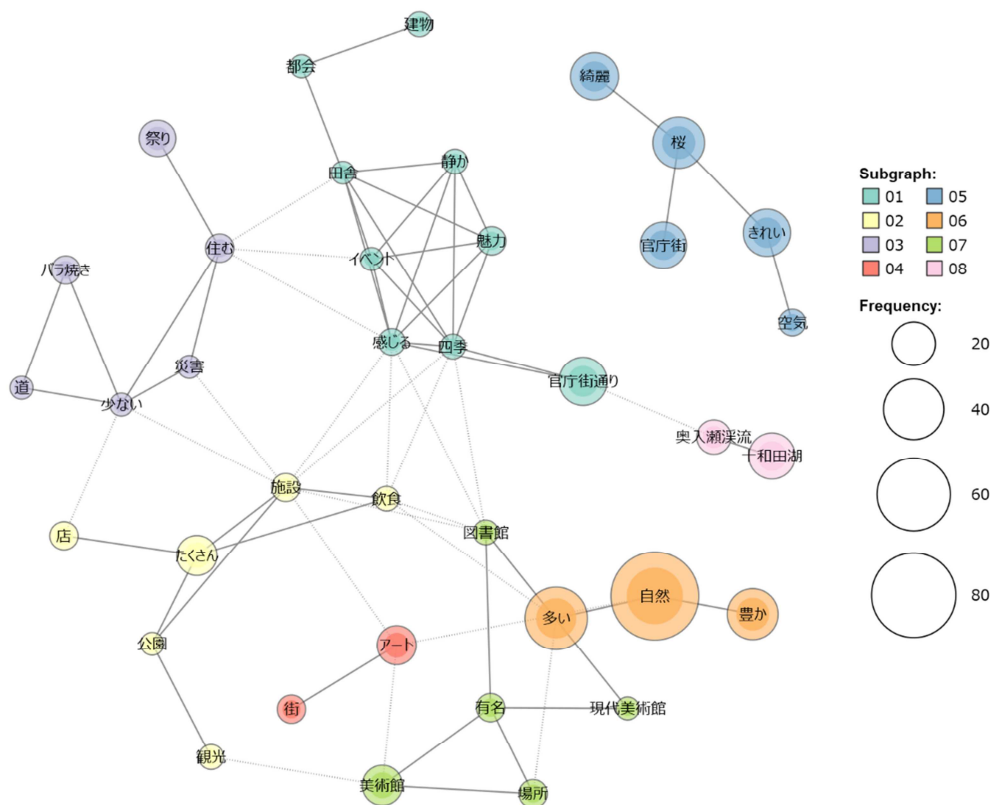 建物
都会
綺麗
祭り
桜
静か
田舎
Subgraph:
01
05
02
06
03
07
04
08
住む
魅力
官庁街
きれい
イベント
バラ焼き
Frequency:
空気
20
感じる
四季
災害
官庁街通り
道
少ない
40
奥入瀬渓流
十和田湖
施設
飲食
60
店
図書館
たくさん
自然
80
多い
豊か
公園
アート
街
有名
現代美術館
観光
美術館
場所